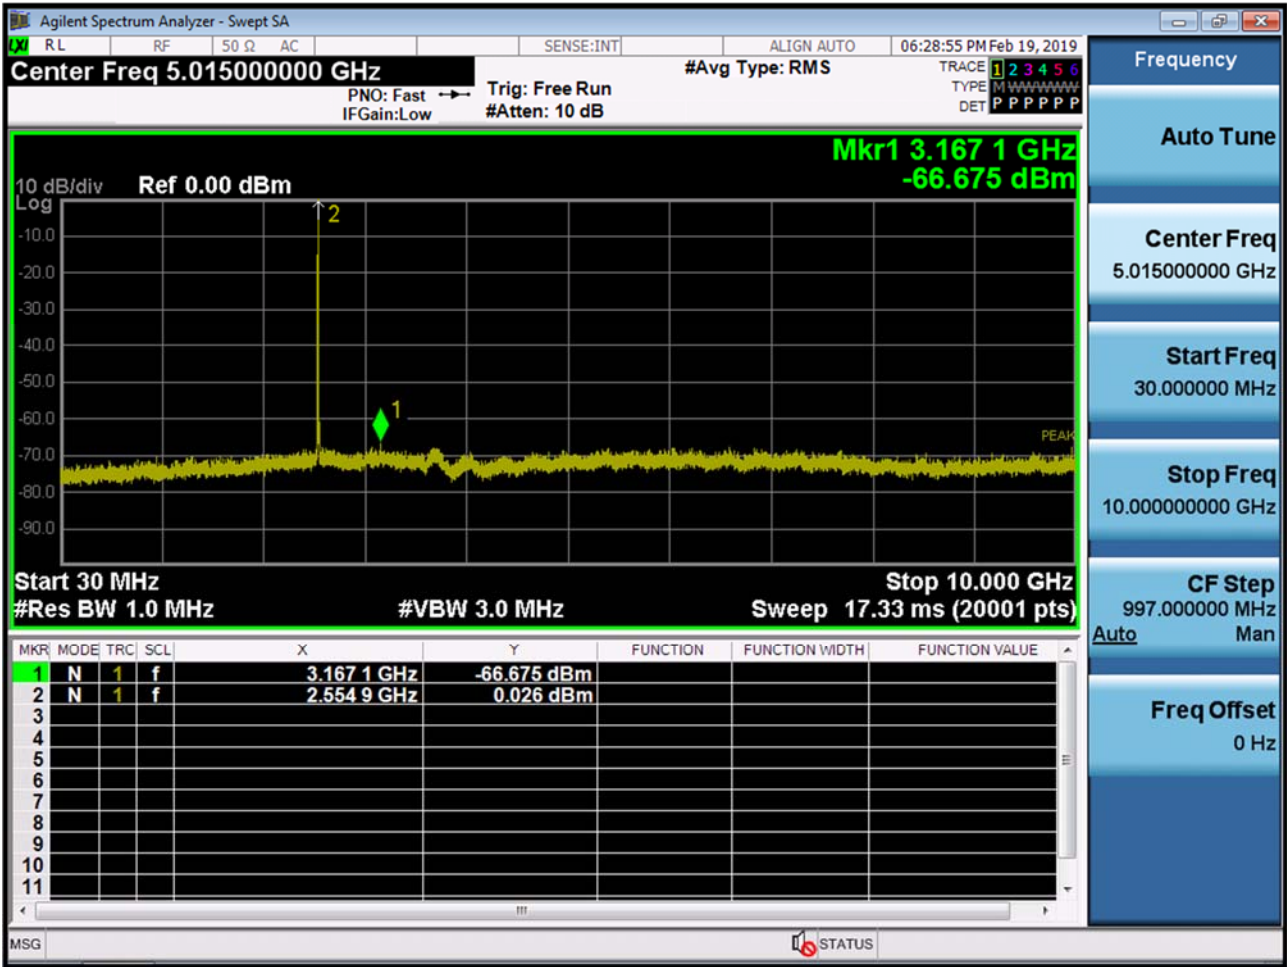 Agilent Spectrum Analyzer - Swept SA
LXI RL RF 50 Ω AC SENSE:INT ALIGN AUTO 06:28:55 PM Feb 19, 2019
Center Freq 5.015000000 GHz
PNO: Fast
IFGain:Low
Trig: Free Run
#Atten: 10 dB
#Avg Type: RMS
TRACE 1 2 3 4 5 6
TYPE M W W W W W
DET P P P P P P
Mkr1 3.167 1 GHz
-66.675 dBm
10 dB/div Ref 0.00 dBm
Log
2
-10.0
-20.0
-30.0
-40.0
-50.0
1
-60.0
PEAK
-70.0
-80.0
-90.0
Start 30 MHz Stop 10.000 GHz
#Res BW 1.0 MHz #VBW 3.0 MHz Sweep 17.33 ms (20001 pts)
MKR MODE TRC SCL X Y FUNCTION FUNCTION WIDTH FUNCTION VALUE
1 N 1 f 3.167 1 GHz -66.675 dBm
2 N 1 f 2.554 9 GHz 0.026 dBm
3
4
5
6
7
8
9
10
11
MSG STATUS
Frequency
Auto Tune
Center Freq
5.015000000 GHz
Start Freq
30.000000 MHz
Stop Freq
10.000000000 GHz
CF Step
997.000000 MHz
Auto Man
Freq Offset
0 Hz